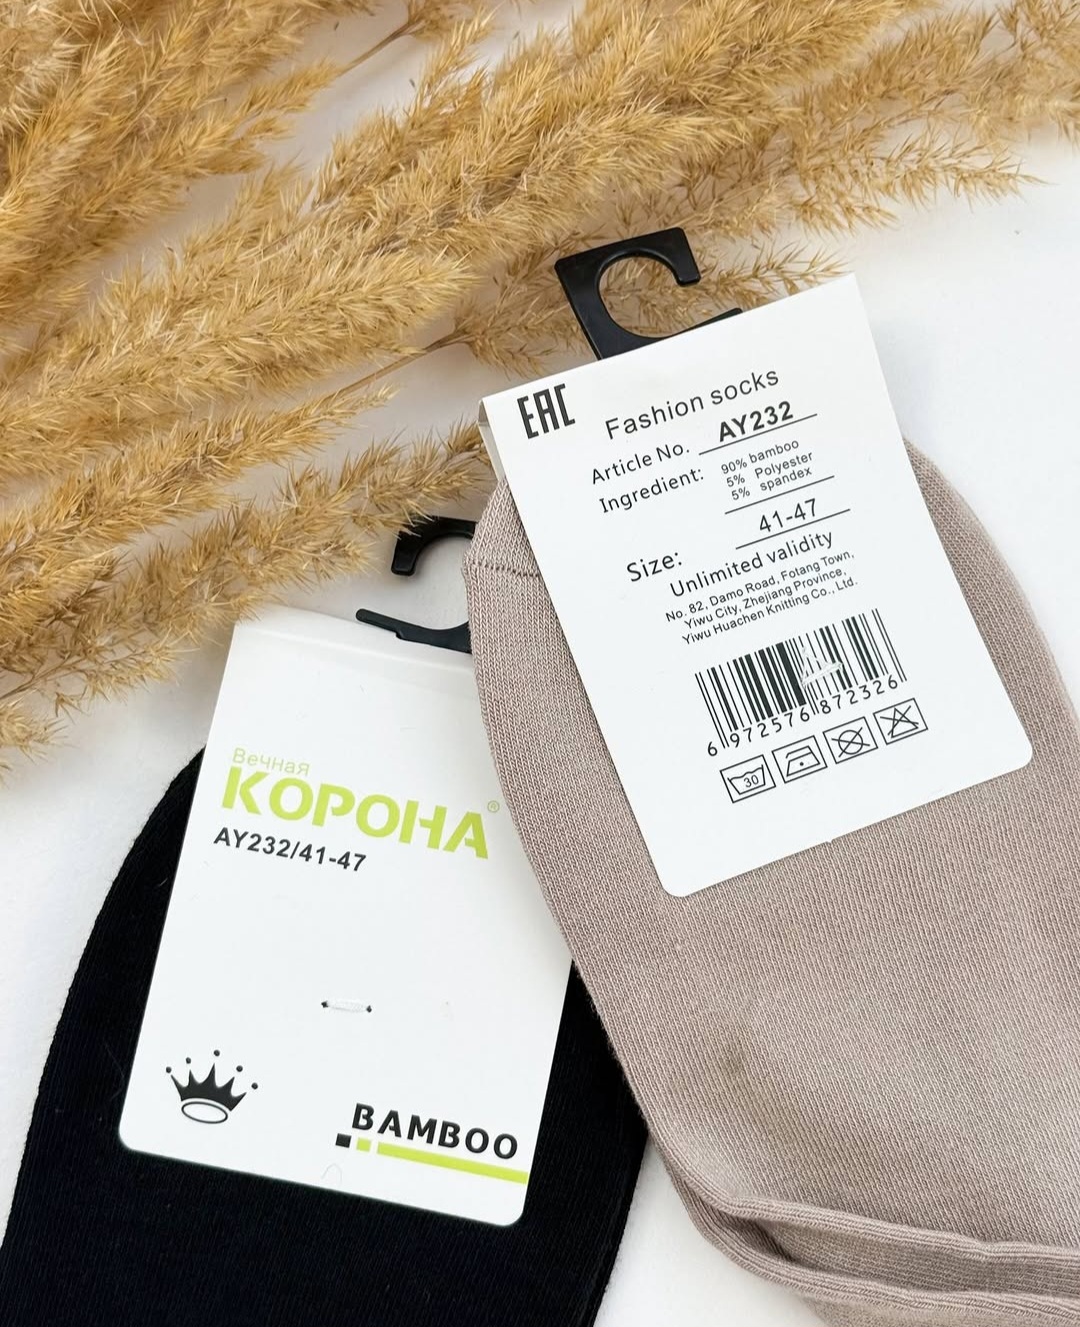 EAC
Fashion socks
Article No. AY232
Ingredient: 90% bamboo
5% Polyester
5% spandex
Size: 41-47
Unlimited validity
No. 82, Damo Road, Fotang Town,
Yiwu City, Zhejiang Province,
Yiwu Huachen Knitting Co., Ltd.
6 972576 872326
30
Вечная
КОРОНА®
AY232/41-47
BAMBOO